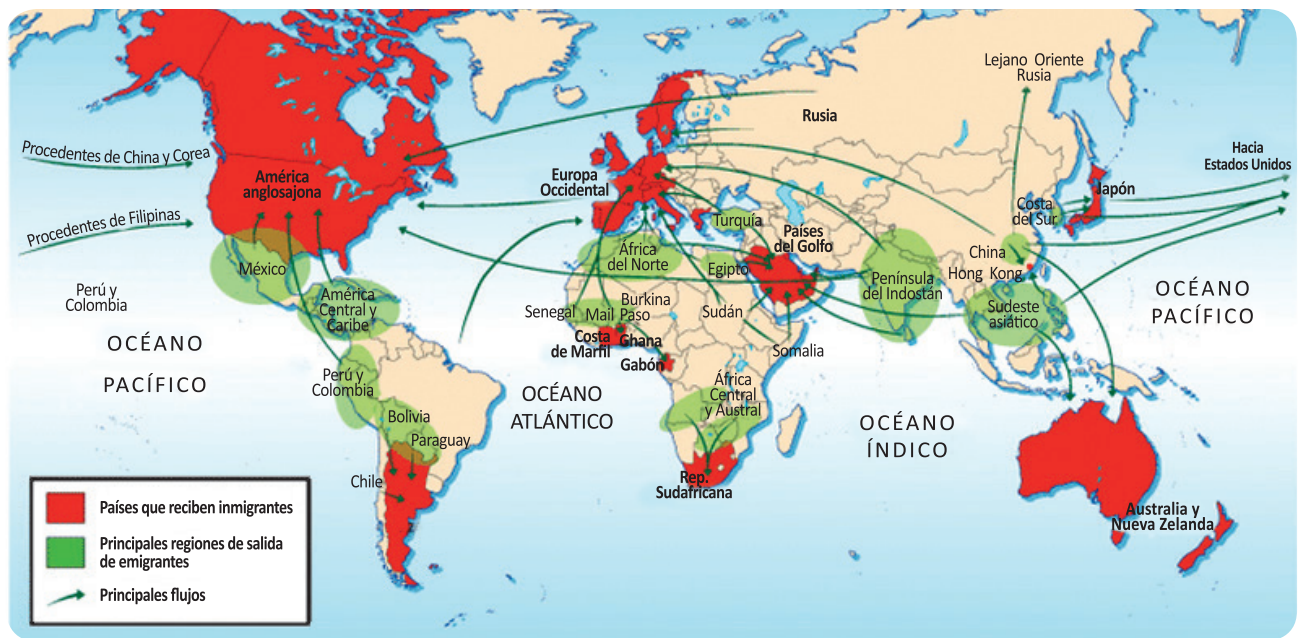 Lejano Oriente
Rusia
Rusia
Procedentes de China y Corea
Hacia
Estados Unidos
América
anglosajona
Europa
Occidental
Japón
Costa
del Sur
Procedentes de Filipinas
Turquía
Países
del Golfo
China
África
del Norte
Egipto
México
Hong Kong
Península
del Indostán
Perú y
Colombia
América
Central y
Caribe
Senegal
Mail
Burkina
Paso
Sudán
Sudeste
asiático
OCÉANO
PACÍFICO
OCÉANO
PACÍFICO
Costa
de Marfil
Ghana
Gabón
Somalia
Perú y
Colombia
África
Central
y Austral
OCÉANO
ATLÁNTICO
OCÉANO
ÍNDICO
Bolivia
Paraguay
Chile
Rep.
Sudafricana
Australia y
Nueva Zelanda
Países que reciben inmigrantes
Principales regiones de salida
de emigrantes
Principales flujos